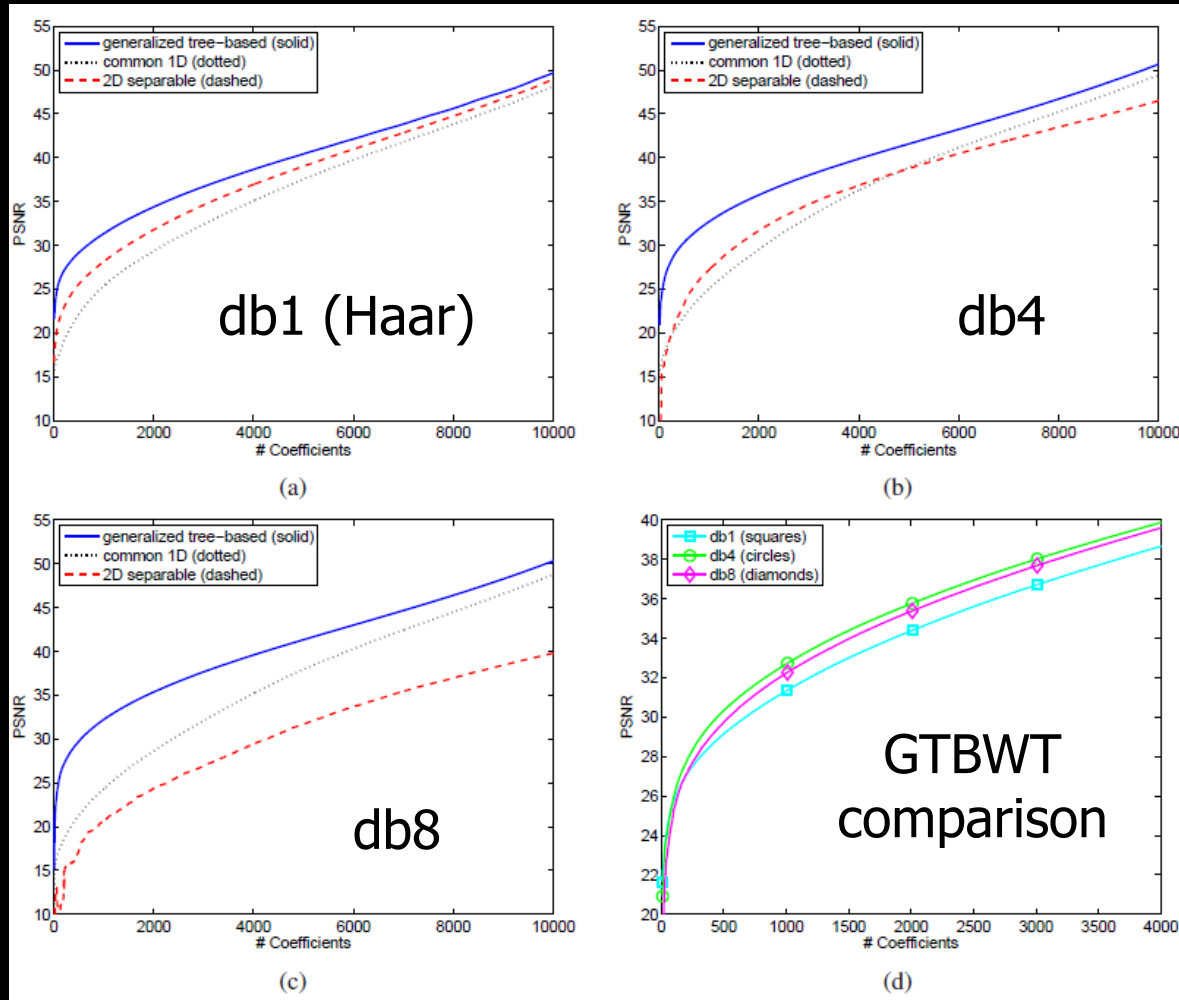 55
50
45
40
35
30
25
20
15
10
PSNR
generalized tree−based (solid)
common 1D (dotted)
2D separable (dashed)
db1 (Haar)
0 2000 4000 6000 8000 10000
# Coefficients
(a)
55
50
45
40
35
30
25
20
15
10
PSNR
generalized tree−based (solid)
common 1D (dotted)
2D separable (dashed)
db4
0 2000 4000 6000 8000 10000
# Coefficients
(b)
55
50
45
40
35
30
25
20
15
10
PSNR
generalized tree−based (solid)
common 1D (dotted)
2D separable (dashed)
db8
0 2000 4000 6000 8000 10000
# Coefficients
(c)
40
38
36
34
32
30
28
26
24
22
20
PSNR
db1 (squares)
db4 (circles)
db8 (diamonds)
GTBWT
comparison
0 500 1000 1500 2000 2500 3000 3500 4000
# Coefficients
(d)